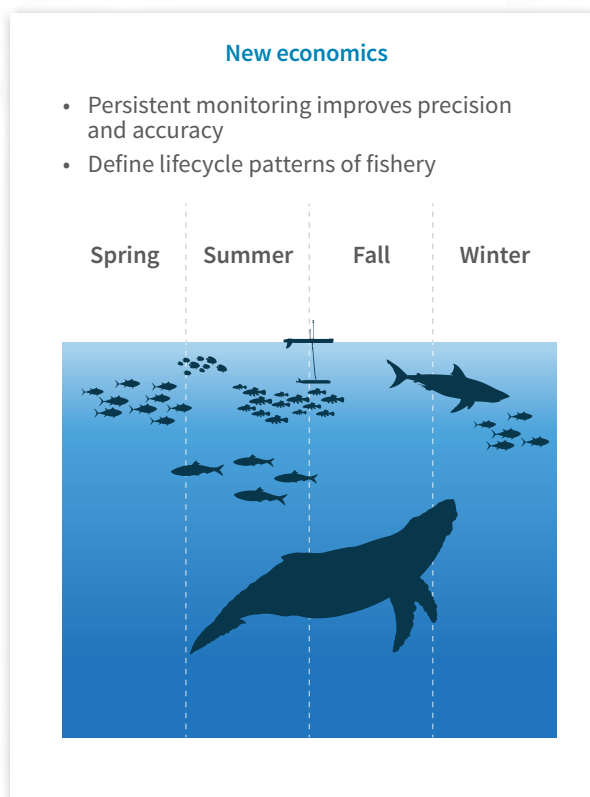 New economics
• Persistent monitoring improves precision
and accuracy
• Define lifecycle patterns of fishery
Spring Summer Fall Winter